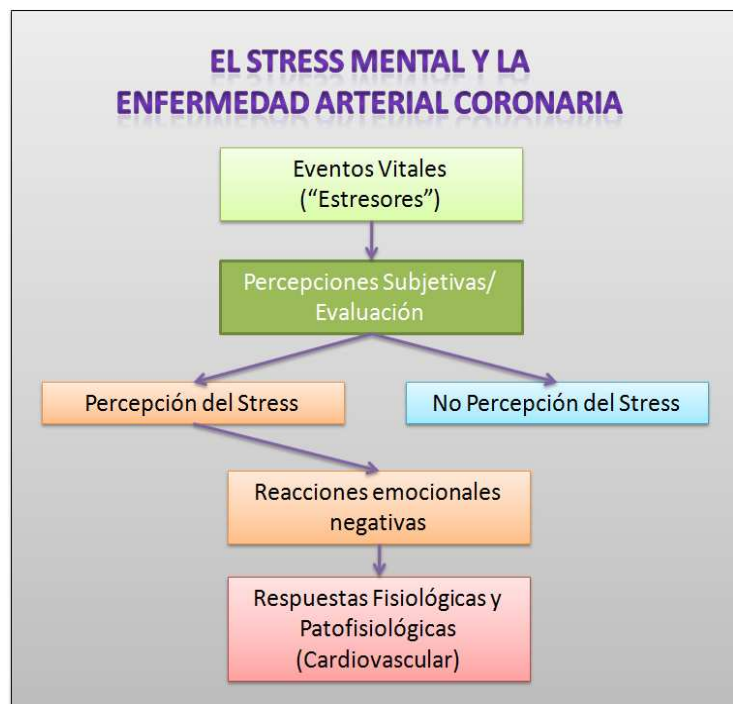 EL STRESS MENTAL Y LA
ENFERMEDAD ARTERIAL CORONARIA
Eventos Vitales
(“Estresores”)
Percepciones Subjetivas/
Evaluación
Percepción del Stress
No Percepción del Stress
Reacciones emocionales
negativas
Respuestas Fisiológicas y
Patofisiológicas
(Cardiovascular)